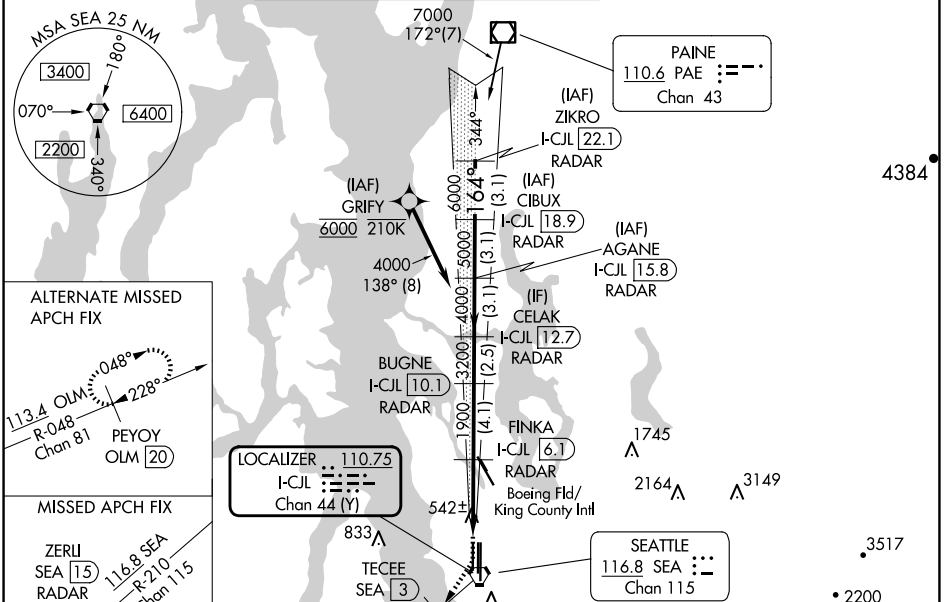 MSA SEA 25 NM
180°
3400
070°
6400
2200
340°
7000
172°(7)
PAINE
110.6 PAE
Chan 43
344°
(IAF)
ZIKRO
I-CJL 22.1
RADAR
4384
6000
164°
(3.1)
(IAF)
GRIFY
6000 210K
(IAF)
CIBUX
I-CJL 18.9
RADAR
5000
(3.1)
4000
138° (8)
(IAF)
AGANE
I-CJL 15.8
RADAR
4000
(3.1)
ALTERNATE MISSED
APCH FIX
048°
228°
113.4 OLM
R-048
Chan 81
PEYOY
OLM 20
(IF)
CELAK
I-CJL 12.7
RADAR
3200
(2.5)
BUGNE
I-CJL 10.1
RADAR
1900
(4.1)
FINKA
I-CJL 6.1
RADAR
1745
LOCALIZER 110.75
I-CJL
Chan 44 (Y)
Boeing Fld/
King County Intl
2164
3149
542±
MISSED APCH FIX
833
ZERLI
SEA 15
RADAR
116.8 SEA
R-210
Chan 115
TECEE
SEA 3
SEATTLE
116.8 SEA
Chan 115
3517
2200